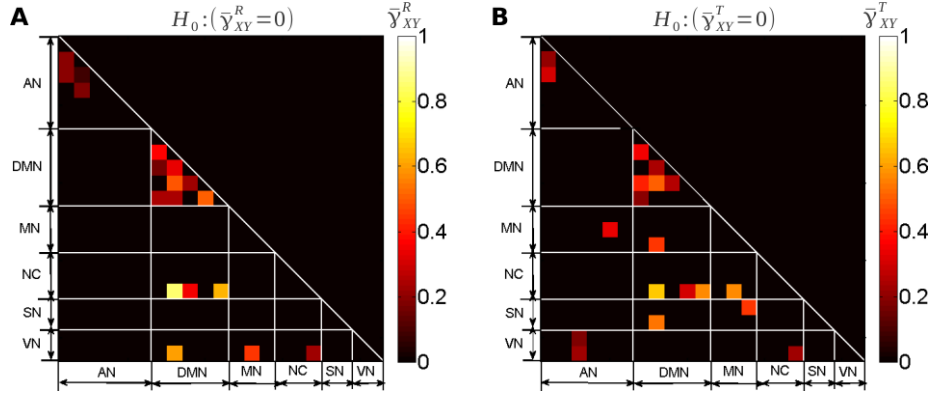 A
H₀:(γ̄ᴿ_XY=0)
γ̄ᴿ_XY
AN
DMN
MN
NC
SN
VN
AN DMN MN NC SN VN
1
0.8
0.6
0.4
0.2
0
B
H₀:(γ̄ᵀ_XY=0)
γ̄ᵀ_XY
AN
DMN
MN
NC
SN
VN
AN DMN MN NC SN VN
1
0.8
0.6
0.4
0.2
0